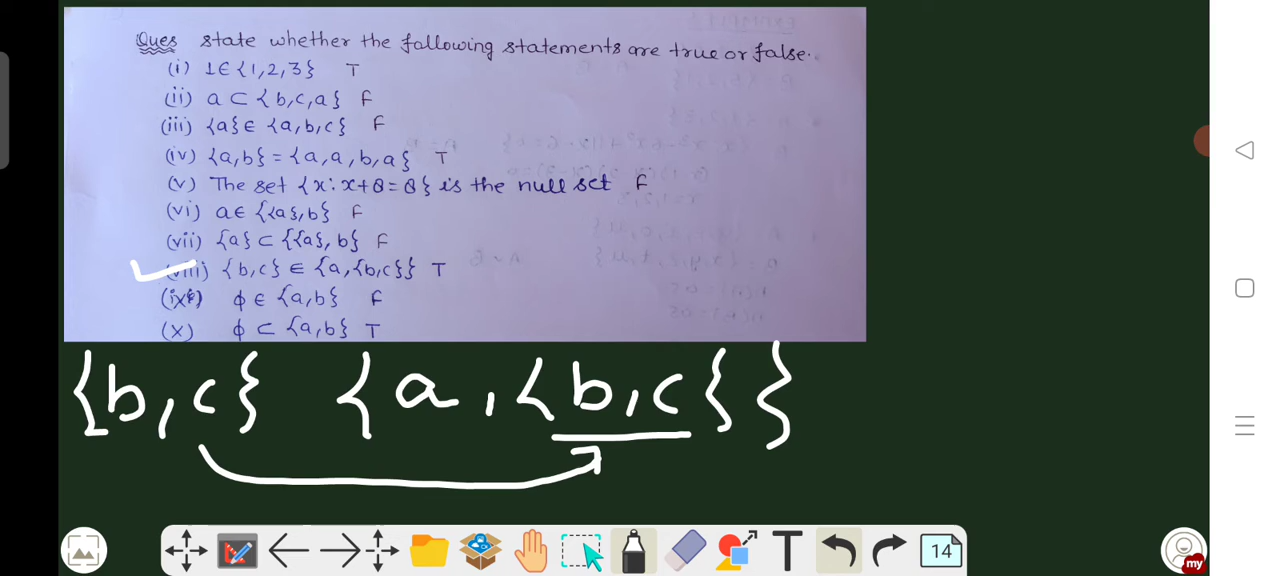 Ques state whether the following statements are true or false.
(i) 1∈{1,2,3} T
(ii) a ⊂ {b,c,a} F
(iii) {a}∈ {a,b,c} F
(iv) {a,b} = {a,a,b,a} T
(v) The set {x: x+8=8} is the null set F
(vi) a∈ {{a},b} F
(vii) {a} ⊂ {{a},b} F
(viii) {b,c} ∈ {a,{b,c}} T
(ix) φ ∈ {a,b} F
(x) φ ⊂ {a,b} T
{b,c} {a,{b,c}}
T 14
my